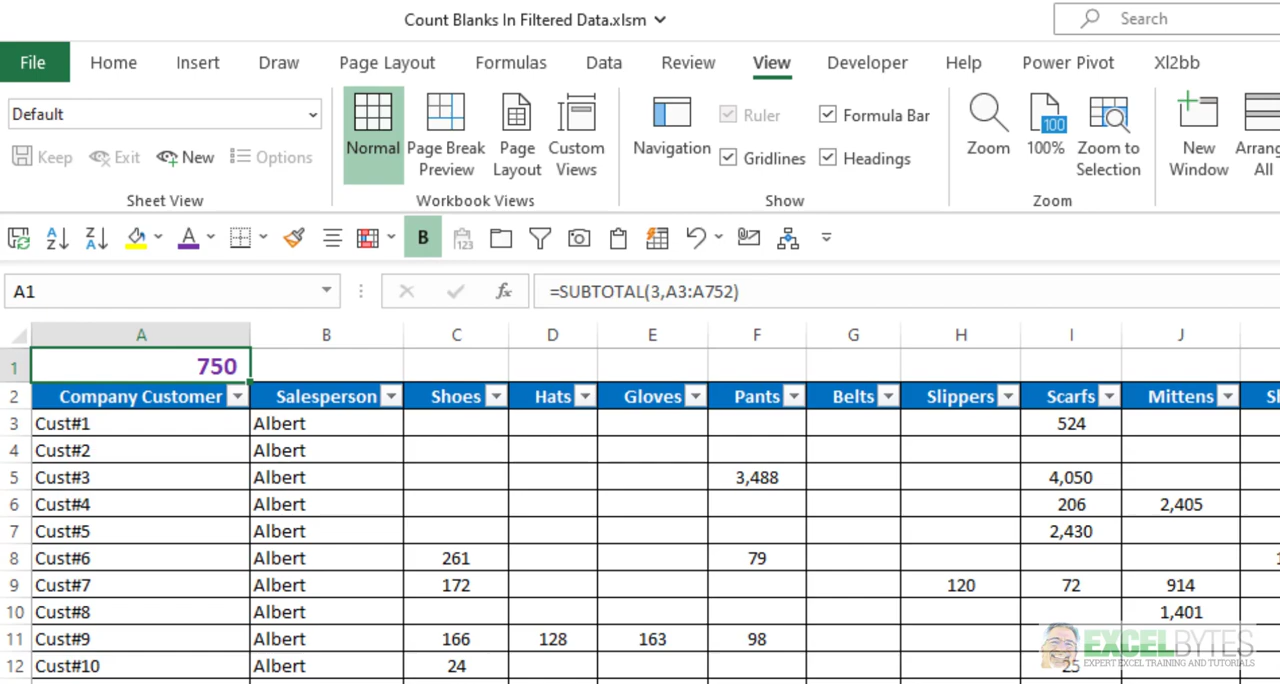 Count Blanks In Filtered Data.xlsm
Search
File Home Insert Draw Page Layout Formulas Data Review View Developer Help Power Pivot Xl2bb
Default
Keep Exit New Options
Sheet View
Normal Page Break Preview Page Layout Custom Views
Workbook Views
Navigation
Ruler Formula Bar
Gridlines Headings
Show
Zoom 100% Zoom to Selection
Zoom
New Window
All
B 123
A1 fx =SUBTOTAL(3,A3:A752)
A B C D E F G H I J
1 750
2 Company Customer Salesperson Shoes Hats Gloves Pants Belts Slippers Scarfs Mittens
3 Cust#1 Albert 524
4 Cust#2 Albert
5 Cust#3 Albert 3,488 4,050
6 Cust#4 Albert 206 2,405
7 Cust#5 Albert 2,430
8 Cust#6 Albert 261 79
9 Cust#7 Albert 172 120 72 914
10 Cust#8 Albert 1,401
11 Cust#9 Albert 166 128 163 98
12 Cust#10 Albert 24 25
EXCELBYTES
EXPERT EXCEL TRAINING AND TUTORIALS